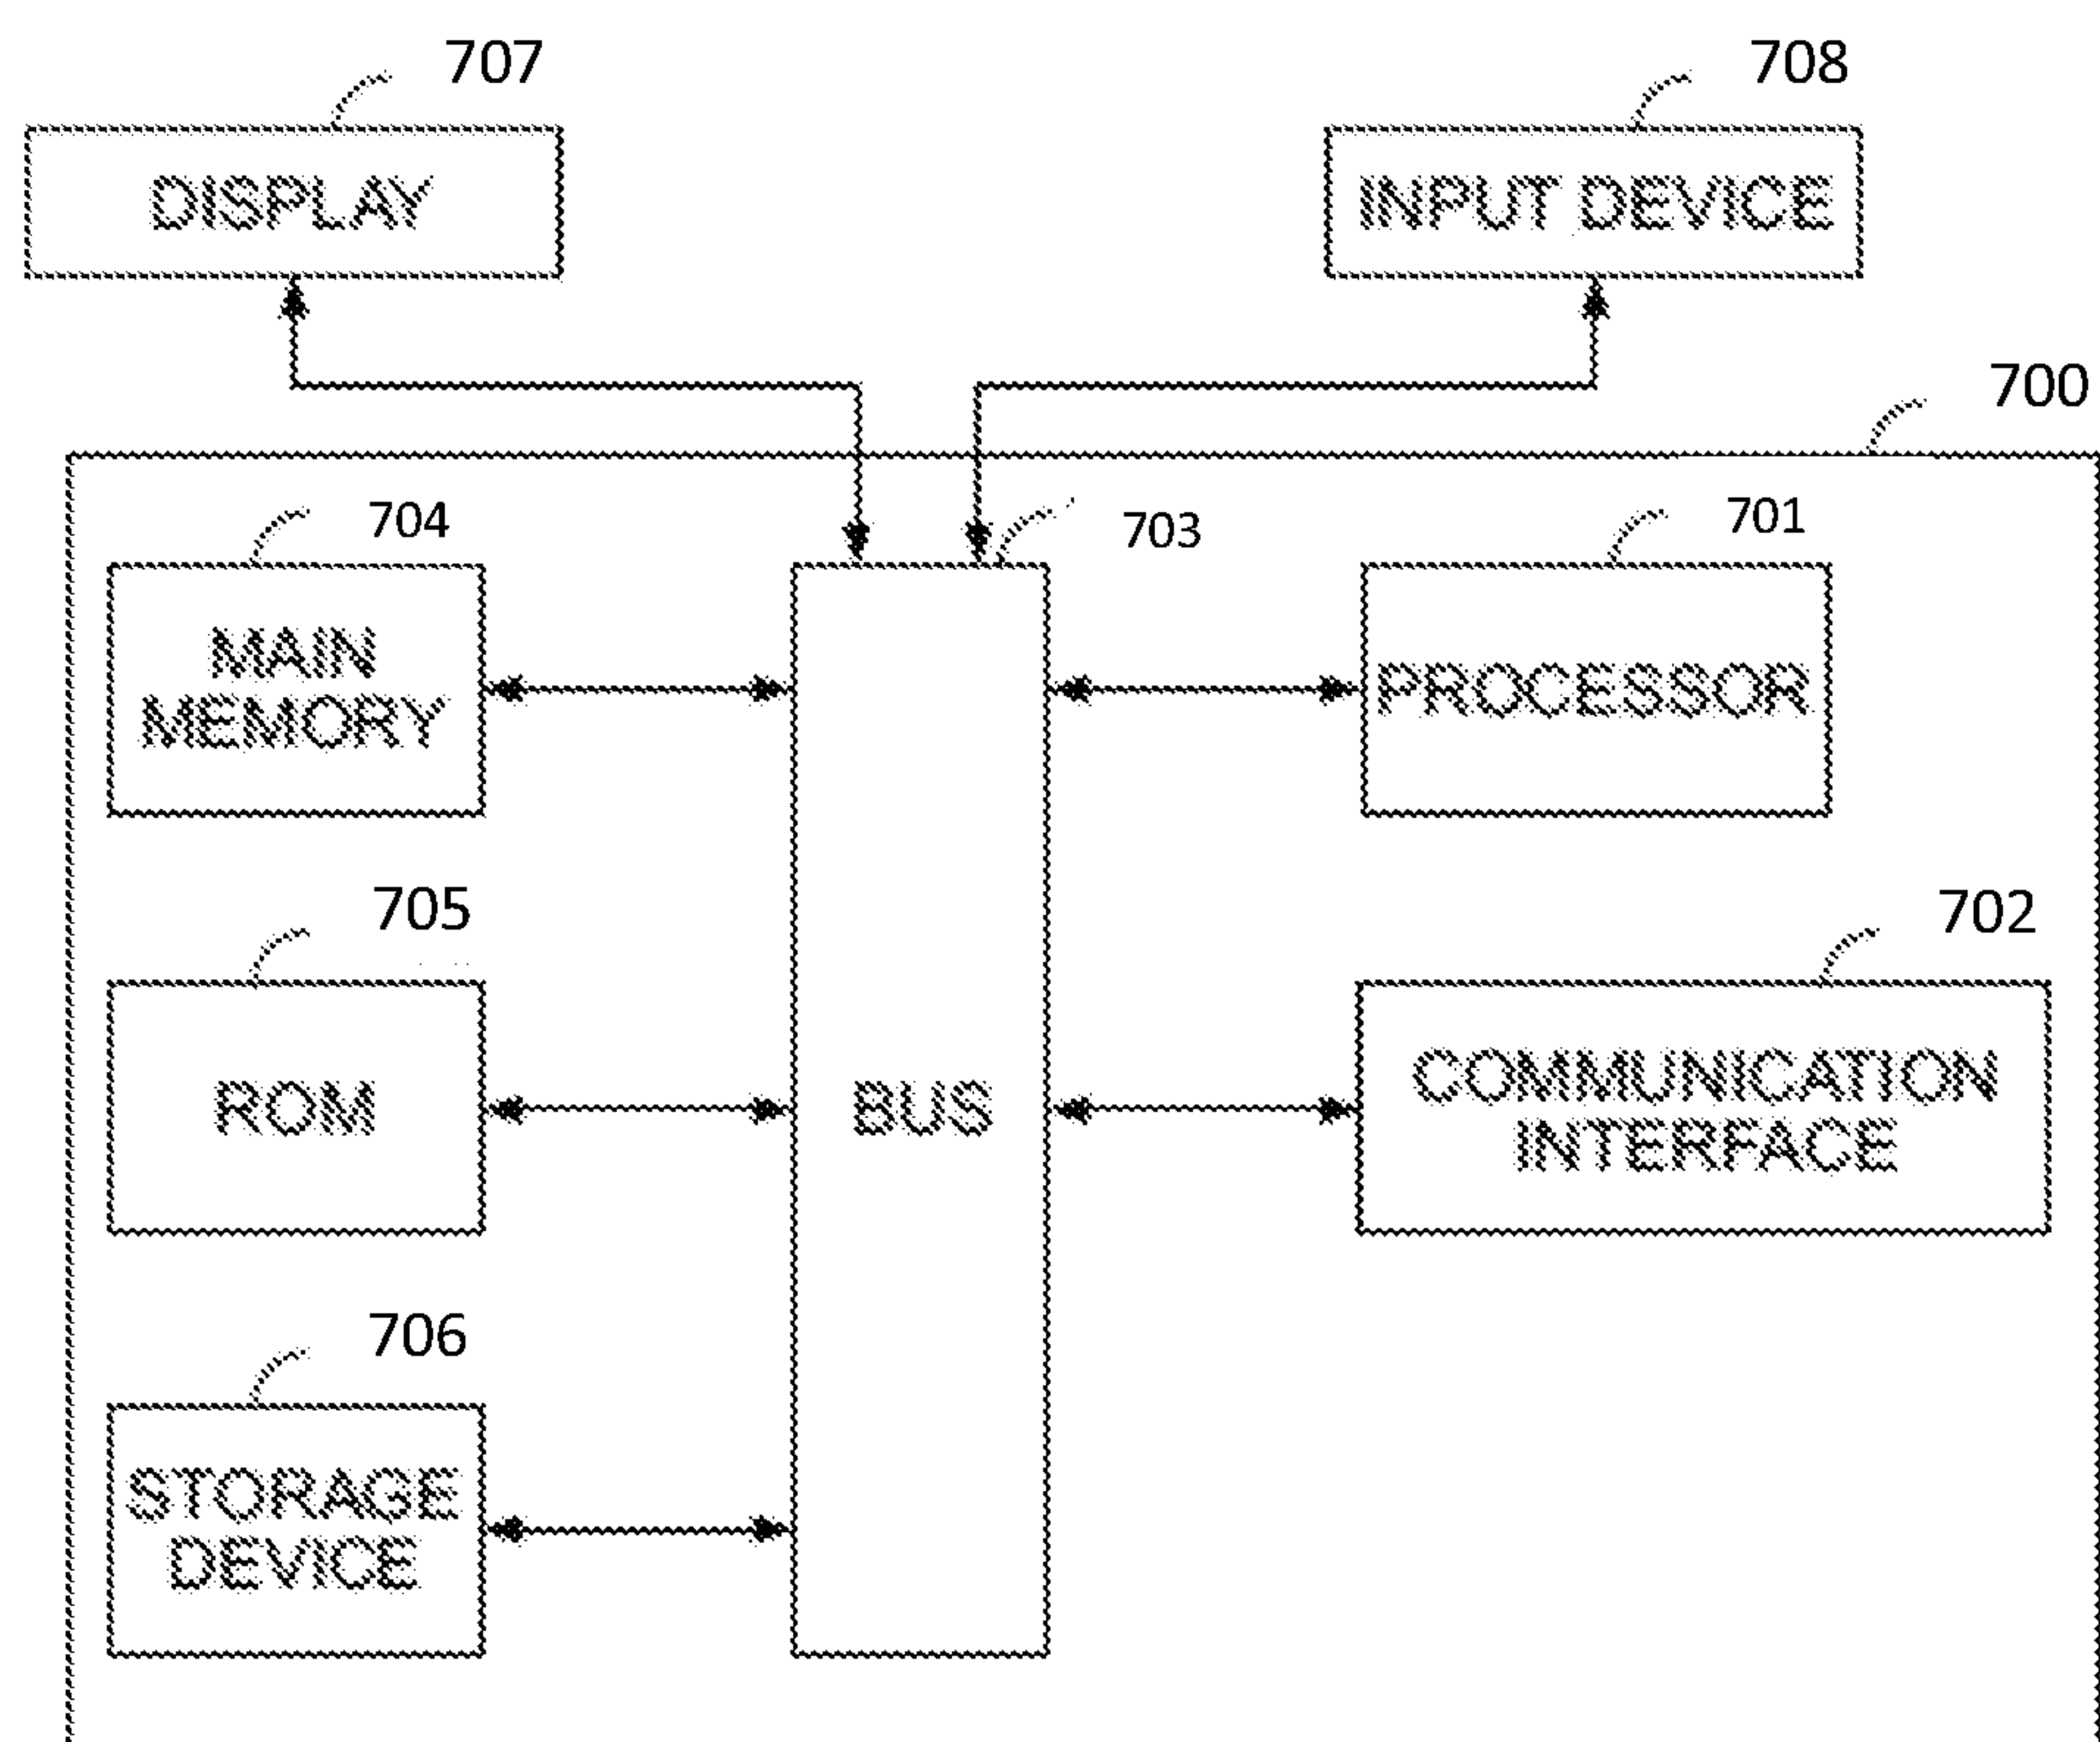 707
708
DISPLAY
INPUT DEVICE
700
704
703
701
MAIN
MEMORY
PROCESSOR
705
702
ROM
BUS
COMMUNICATION
INTERFACE
706
STORAGE
DEVICE